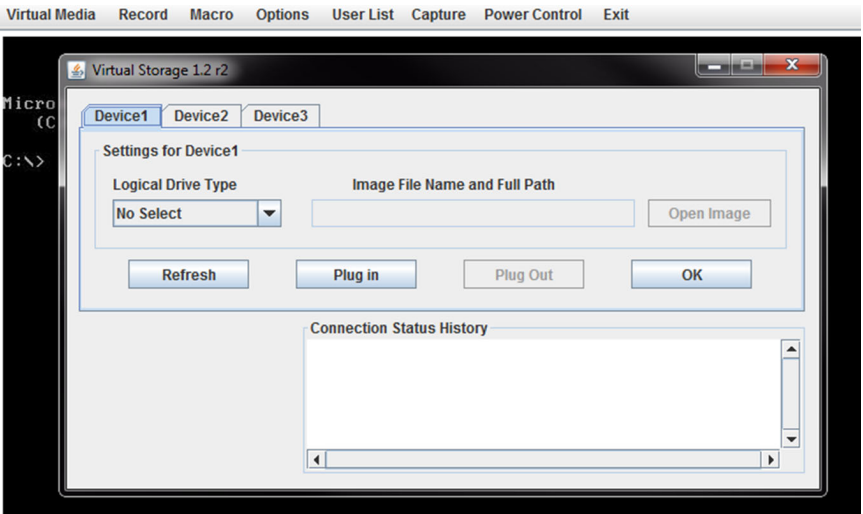 Virtual Media Record Macro Options User List Capture Power Control Exit
Virtual Storage 1.2 r2
Micro
(C
C:\>
Device1 Device2 Device3
Settings for Device1
Logical Drive Type Image File Name and Full Path
No Select Open Image
Refresh Plug in Plug Out OK
Connection Status History